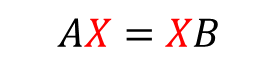 AX = XB